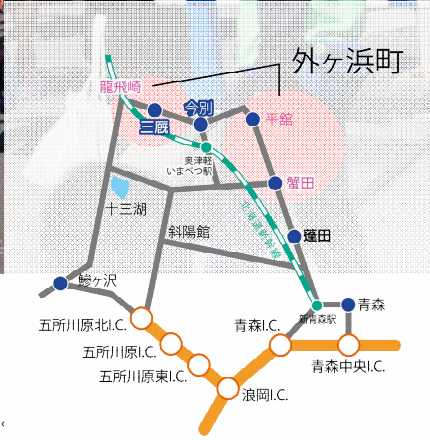 外ヶ浜町
龍飛崎
今別
三厩
平舘
奥津軽
いまべつ駅
蟹田
十三湖
北海道新幹線
斜陽館
蓬田
鰺ヶ沢
青森
新青森駅
五所川原北I.C.
青森I.C.
五所川原I.C.
青森中央I.C.
五所川原東I.C.
浪岡I.C.
。